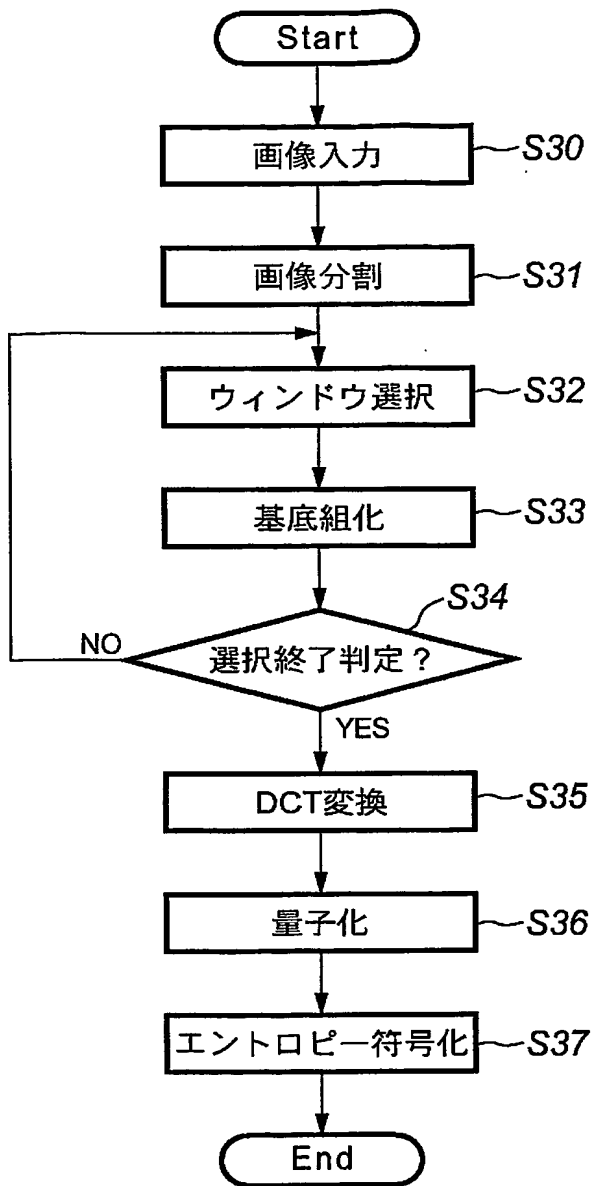 Start
画像入力
S30
画像分割
S31
ウィンドウ選択
S32
基底組化
S33
S34
選択終了判定？
NO
YES
DCT変換
S35
量子化
S36
エントロピー符号化
S37
End